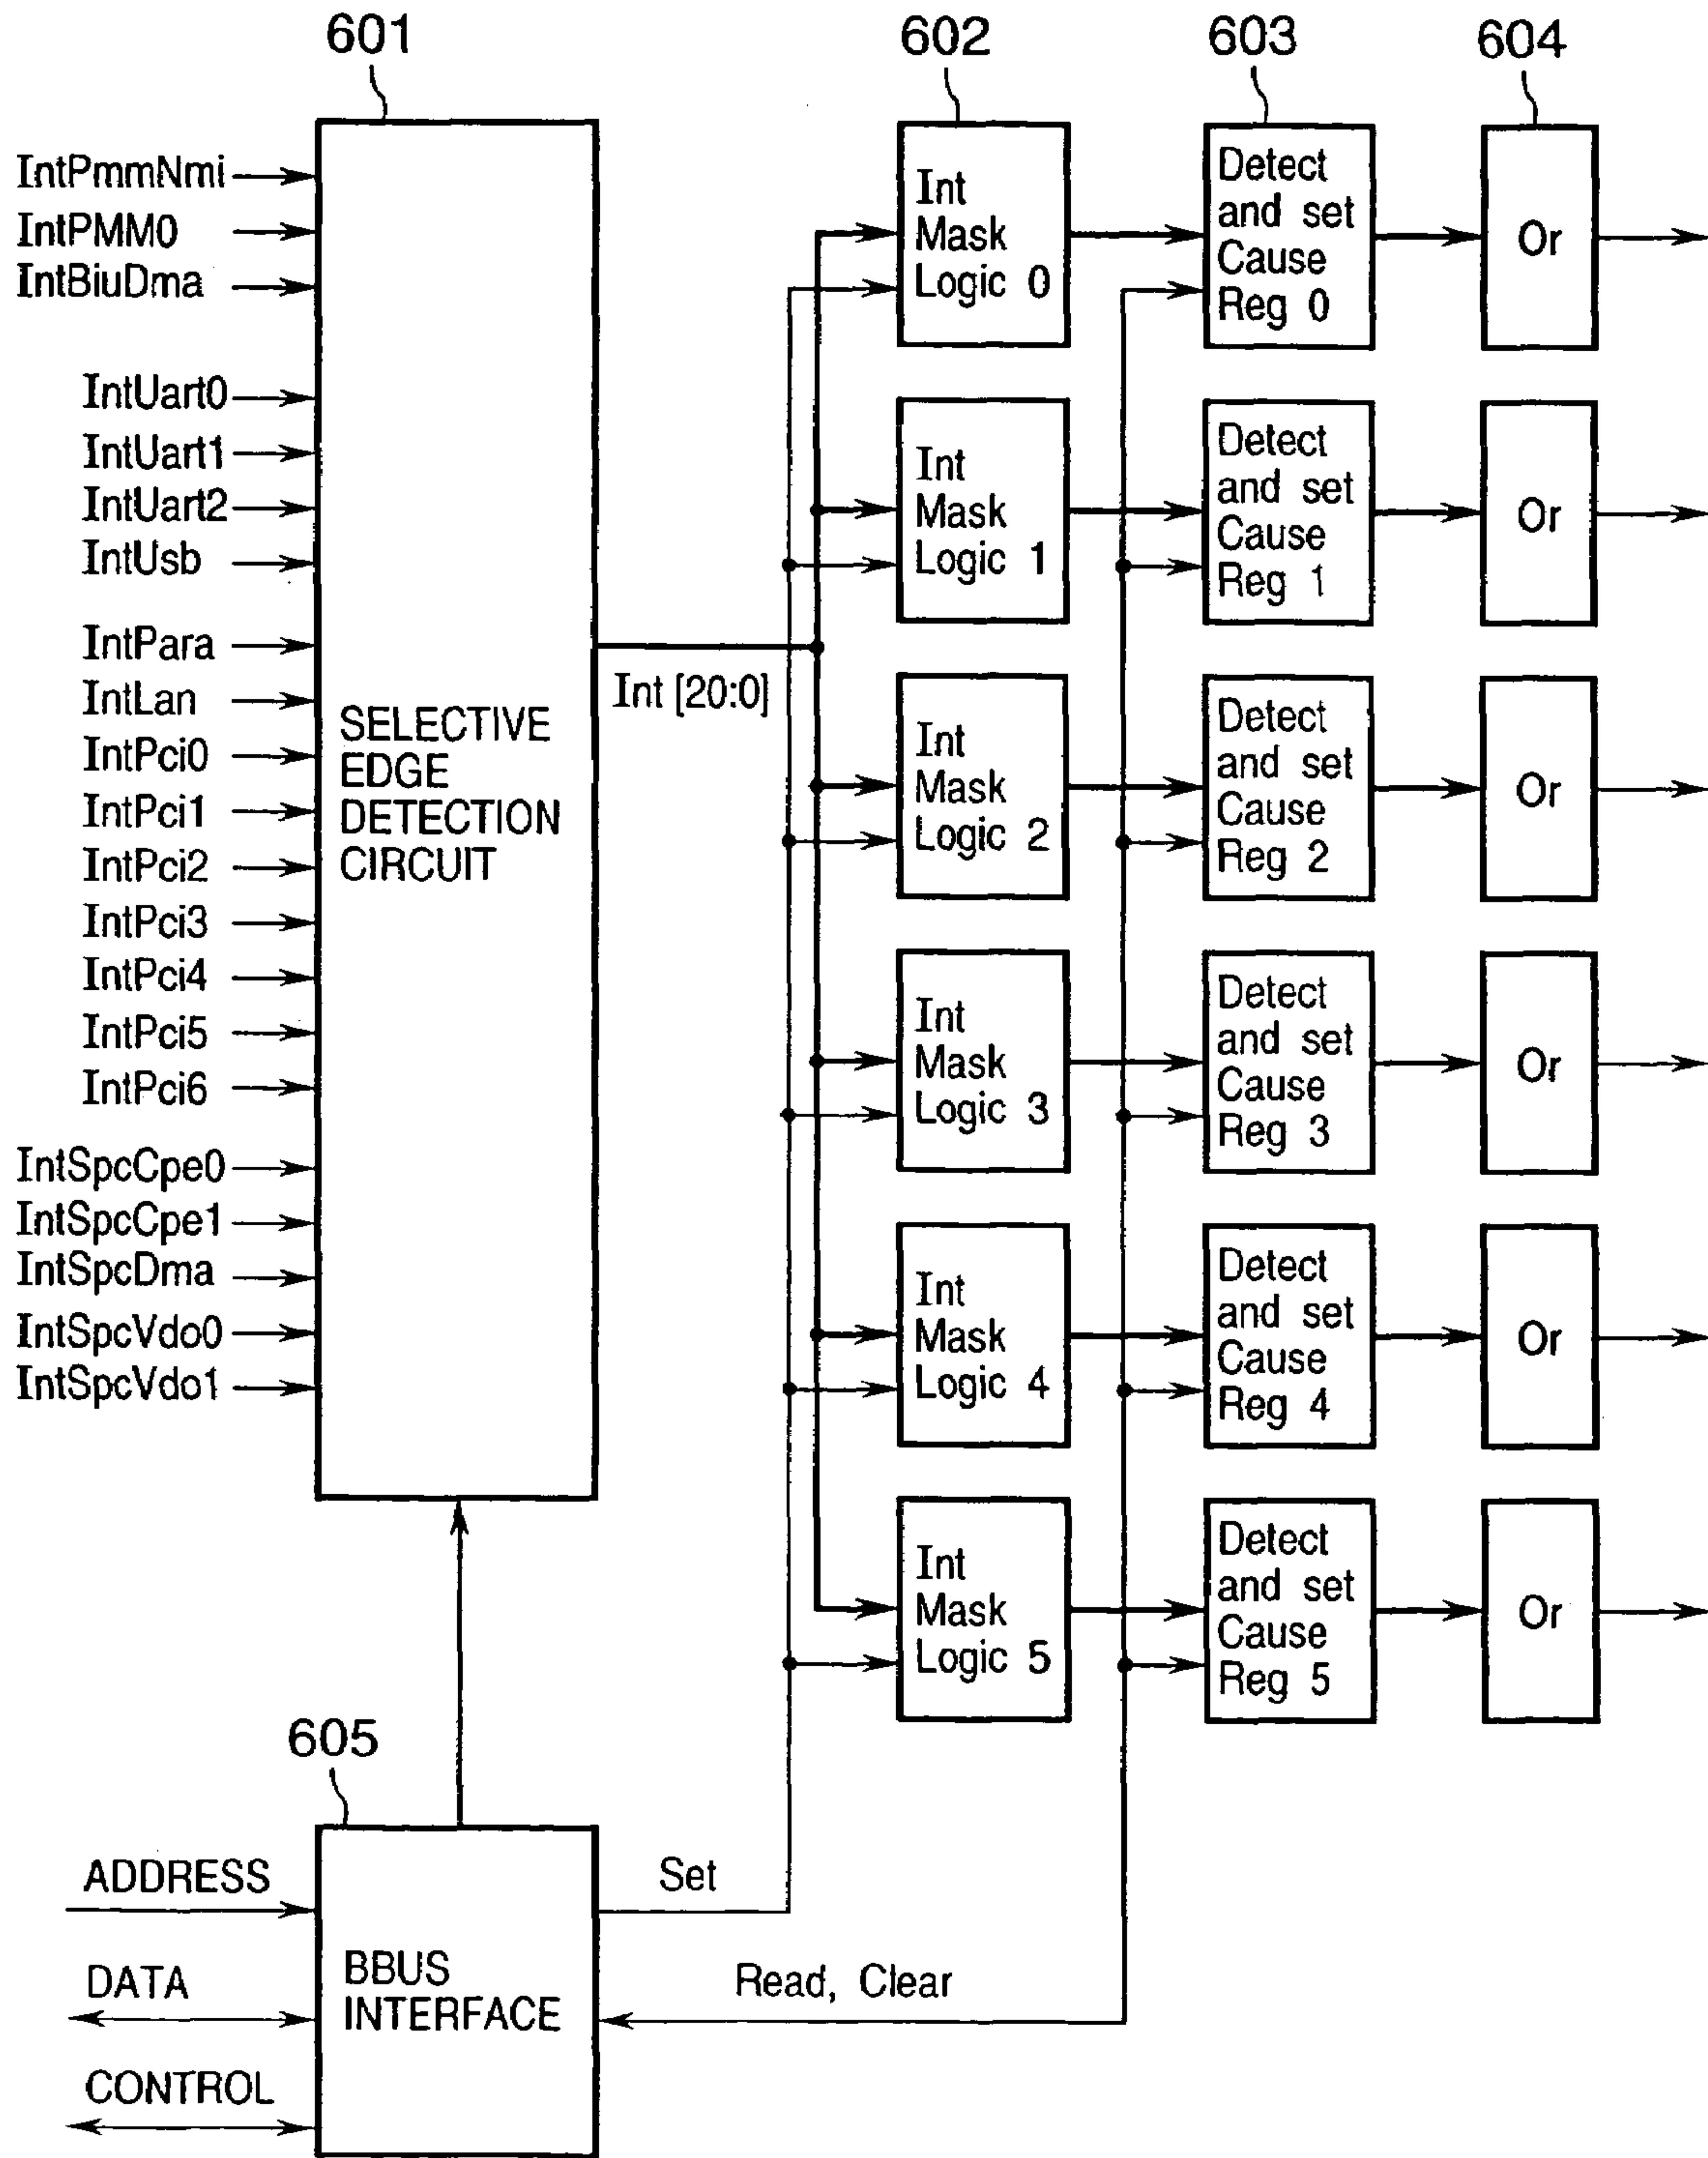 601
602
603
604
IntPmmNmi
IntPMM0
IntBiuDma
IntUart0
IntUart1
IntUart2
IntUsb
IntPara
IntLan
IntPci0
IntPci1
IntPci2
IntPci3
IntPci4
IntPci5
IntPci6
IntSpcCpe0
IntSpcCpe1
IntSpcDma
IntSpcVdo0
IntSpcVdo1
SELECTIVE
EDGE
DETECTION
CIRCUIT
Int [20:0]
Int
Mask
Logic 0
Detect
and set
Cause
Reg 0
Or
Int
Mask
Logic 1
Detect
and set
Cause
Reg 1
Or
Int
Mask
Logic 2
Detect
and set
Cause
Reg 2
Or
Int
Mask
Logic 3
Detect
and set
Cause
Reg 3
Or
Int
Mask
Logic 4
Detect
and set
Cause
Reg 4
Or
Int
Mask
Logic 5
Detect
and set
Cause
Reg 5
Or
605
ADDRESS
DATA
CONTROL
BBUS
INTERFACE
Set
Read, Clear